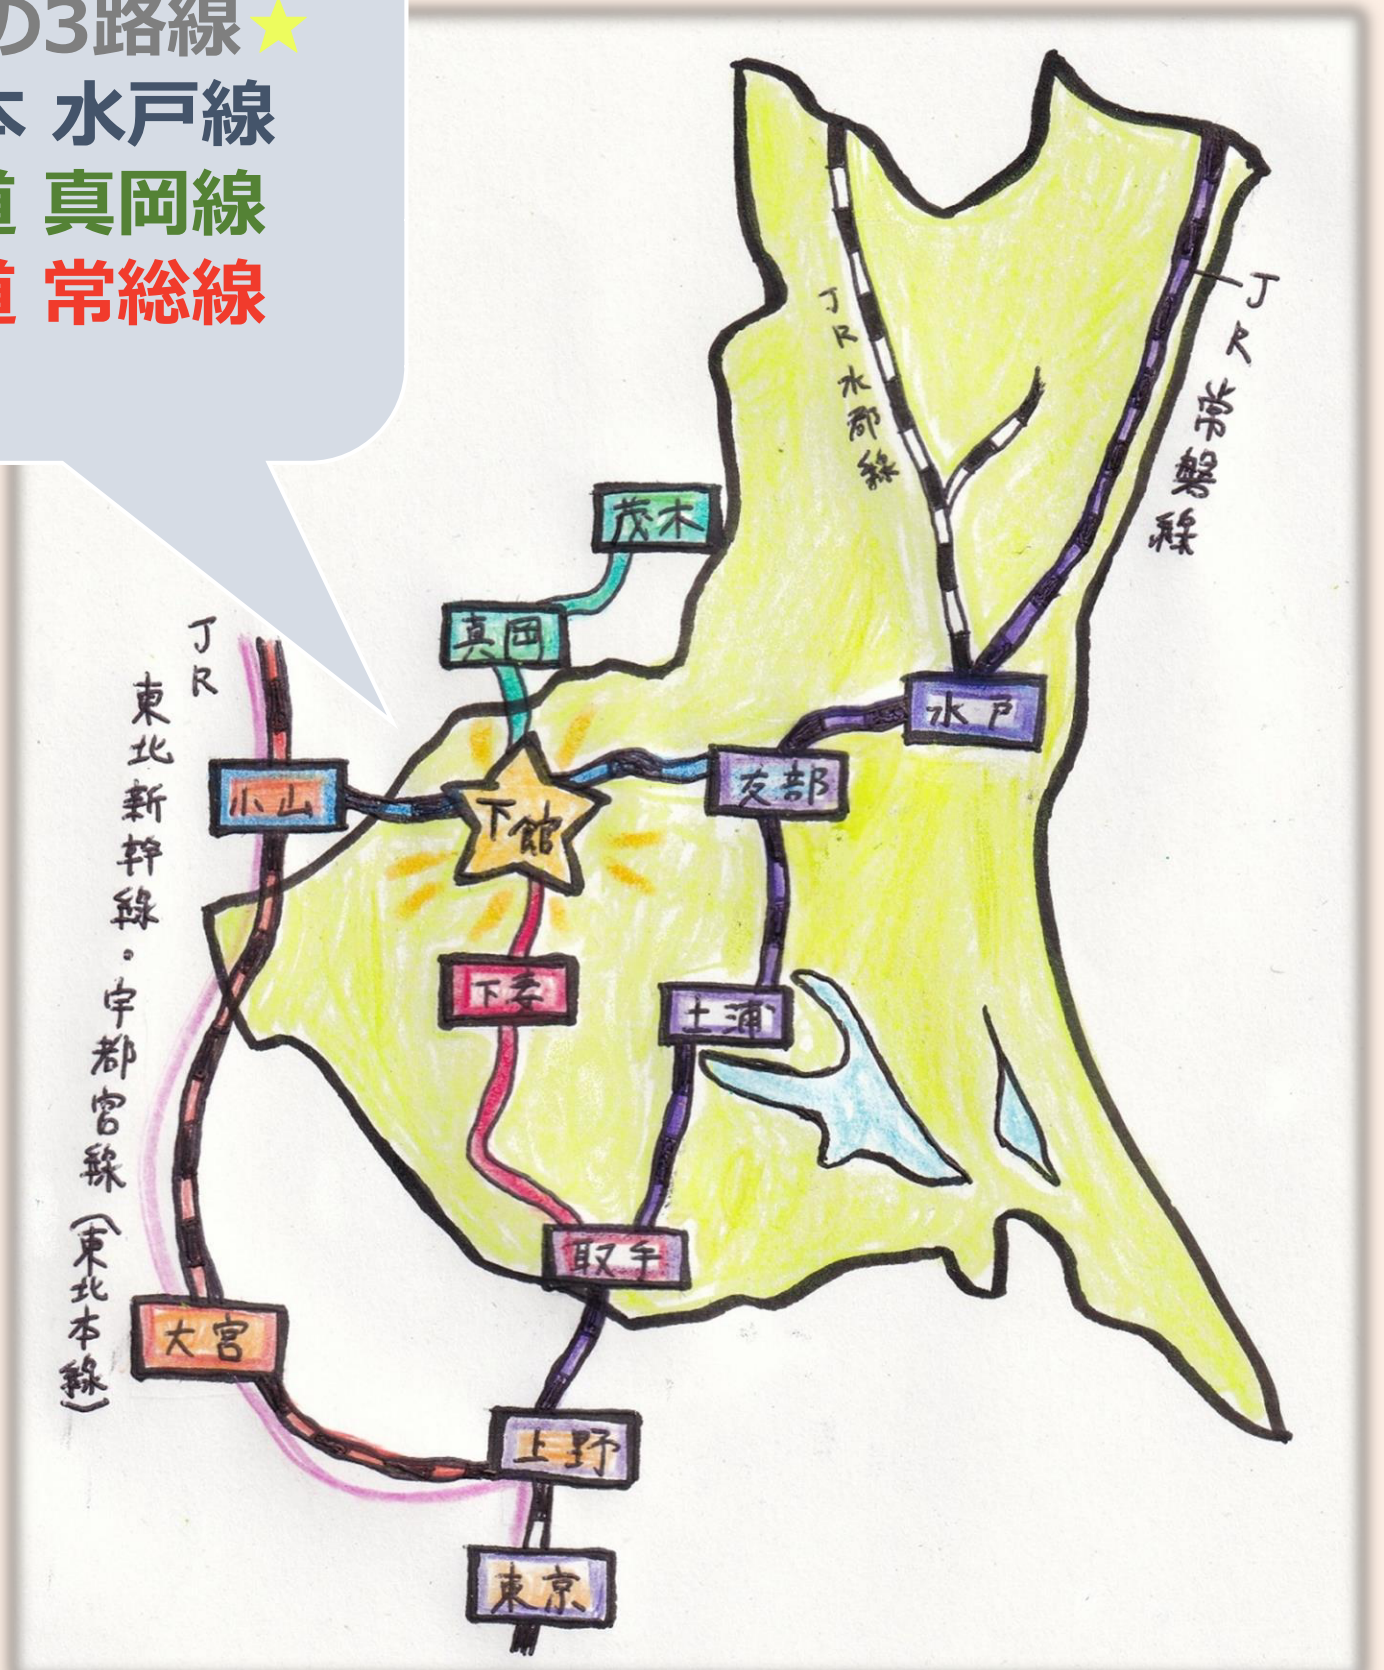 の3路線★
本 水戸線
道 真岡線
道 常総線
JR水郡線
JR常磐線
茂木
真岡
JR
東北新幹線・宇都宮線（東北本線）
水戸
友部
小山
下館
下妻
土浦
取手
大宮
上野
東京